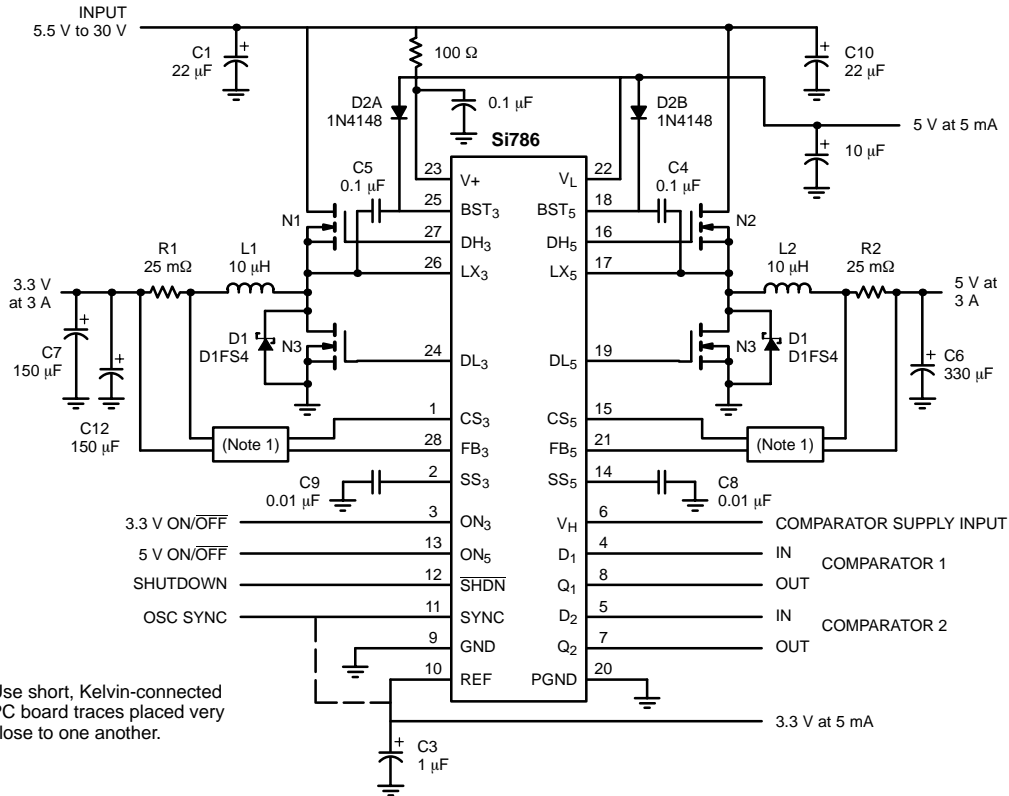 INPUT
5.5 V to 30 V
C1
22 μF
100 Ω
C10
22 μF
D2A
1N4148
0.1 μF
D2B
1N4148
5 V at 5 mA
10 μF
Si786
C5
0.1 μF
C4
0.1 μF
23 V+
VL 22
25 BST3
BST5 18
N1
27 DH3
DH5 16
N2
26 LX3
LX5 17
R1
25 mΩ
L1
10 μH
L2
10 μH
R2
25 mΩ
3.3 V
at 3 A
5 V at
3 A
C7
150 μF
D1
D1FS4
N3
24 DL3
DL5 19
N3
D1
D1FS4
C6
330 μF
C12
150 μF
1 CS3
CS5 15
(Note 1)
28 FB3
FB5 21
(Note 1)
2 SS3
SS5 14
C9
0.01 μF
C8
0.01 μF
3.3 V ON/OFF 3 ON3
VH 6 COMPARATOR SUPPLY INPUT
5 V ON/OFF 13 ON5
D1 4 IN
COMPARATOR 1
SHUTDOWN 12 SHDN
Q1 8 OUT
OSC SYNC 11 SYNC
D2 5 IN
COMPARATOR 2
9 GND
Q2 7 OUT
10 REF
PGND 20
Use short, Kelvin-connected
PC board traces placed very
close to one another.
3.3 V at 5 mA
C3
1 μF